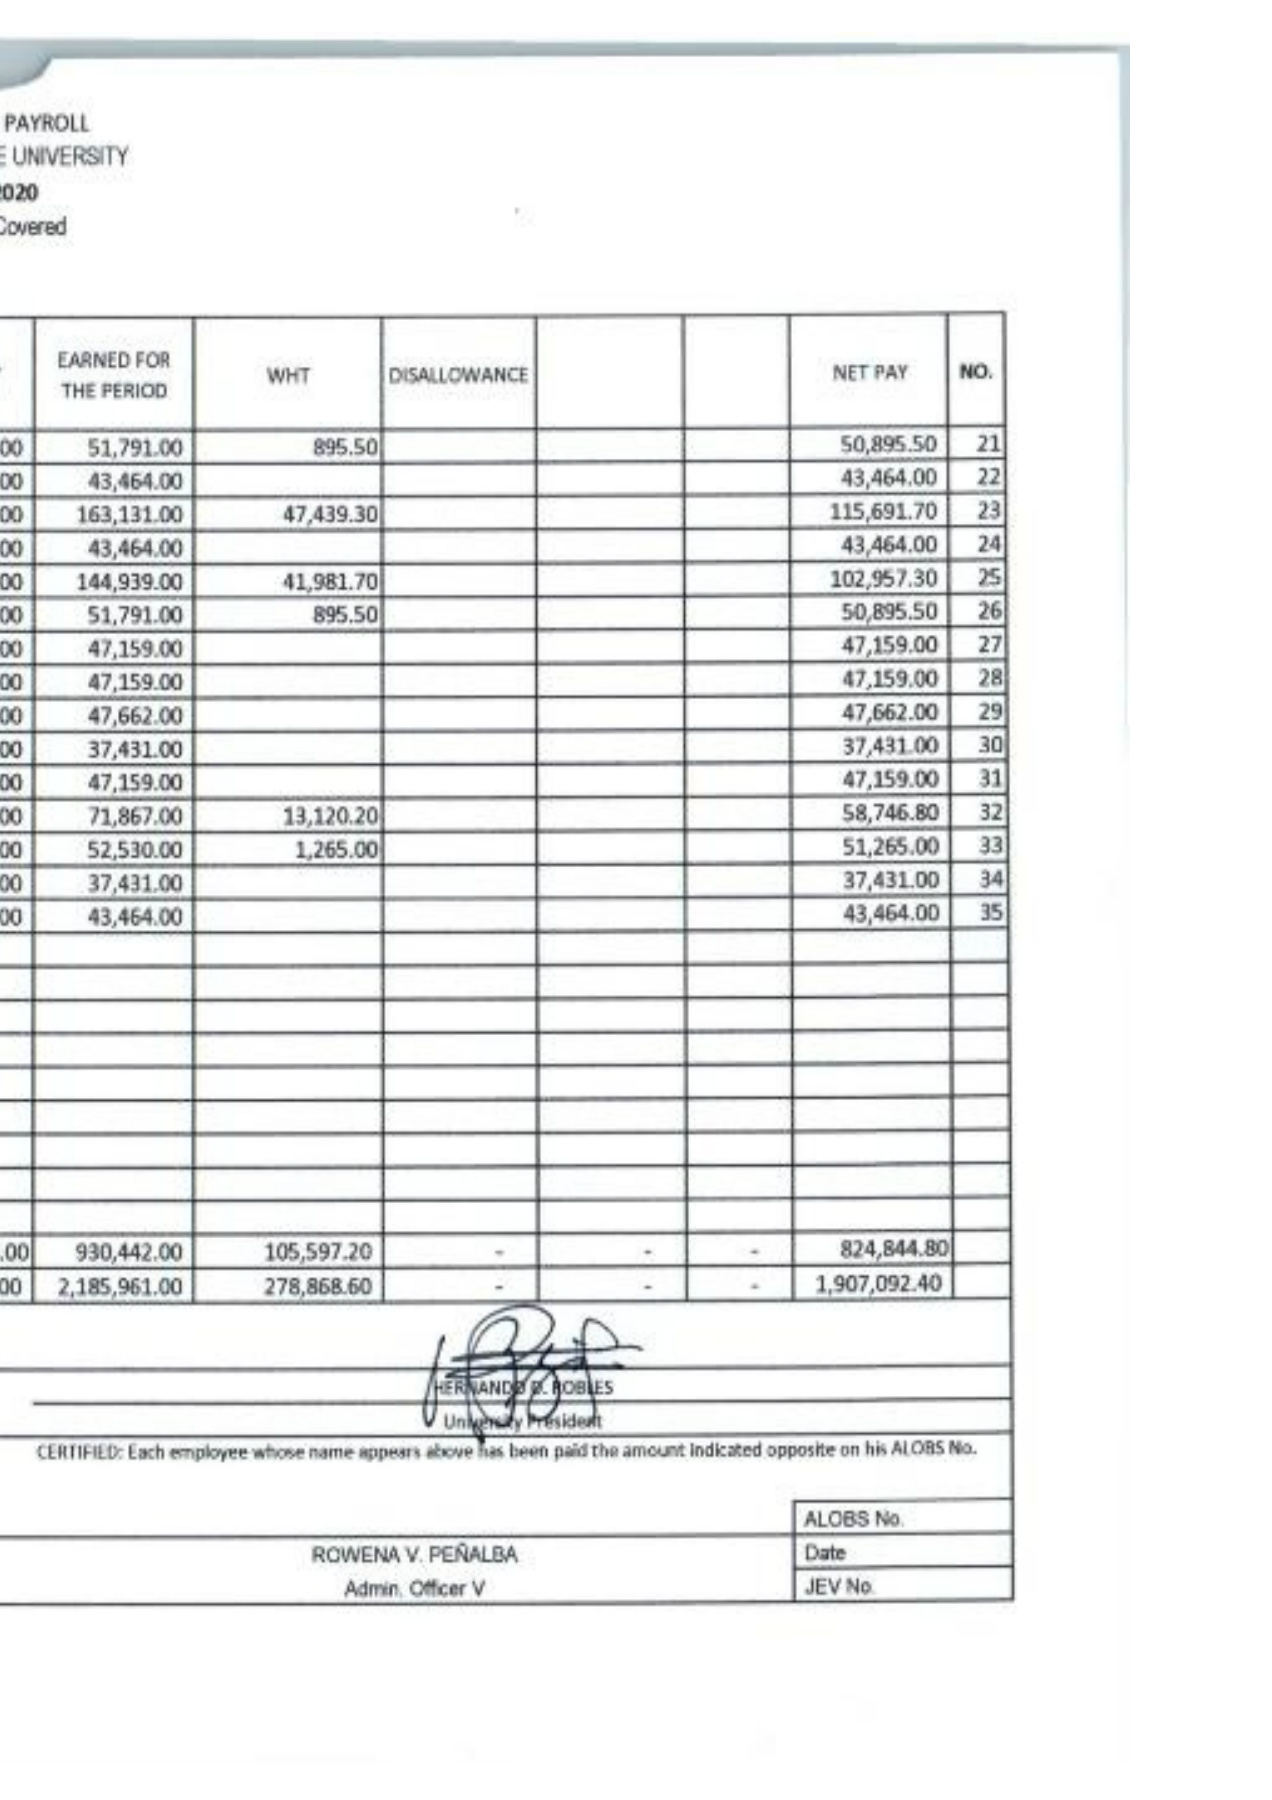 PAYROLL
E UNIVERSITY
2020
Covered
EARNED FOR THE PERIOD WHT DISALLOWANCE NET PAY NO.
00 51,791.00 895.50 50,895.50 21
00 43,464.00 43,464.00 22
00 163,131.00 47,439.30 115,691.70 23
00 43,464.00 43,464.00 24
00 144,939.00 41,981.70 102,957.30 25
00 51,791.00 895.50 50,895.50 26
00 47,159.00 47,159.00 27
00 47,159.00 47,159.00 28
00 47,662.00 47,662.00 29
00 37,431.00 37,431.00 30
00 47,159.00 47,159.00 31
00 71,867.00 13,120.20 58,746.80 32
00 52,530.00 1,265.00 51,265.00 33
00 37,431.00 37,431.00 34
00 43,464.00 43,464.00 35
.00 930,442.00 105,597.20 - - - 824,844.80
00 2,185,961.00 278,868.60 - - - 1,907,092.40
HERNANDO D. ROBLES
University President
CERTIFIED: Each employee whose name appears above has been paid the amount indicated opposite on his ALOBS No.
ALOBS No.
ROWENA V. PEÑALBA Date
Admin. Officer V JEV No.